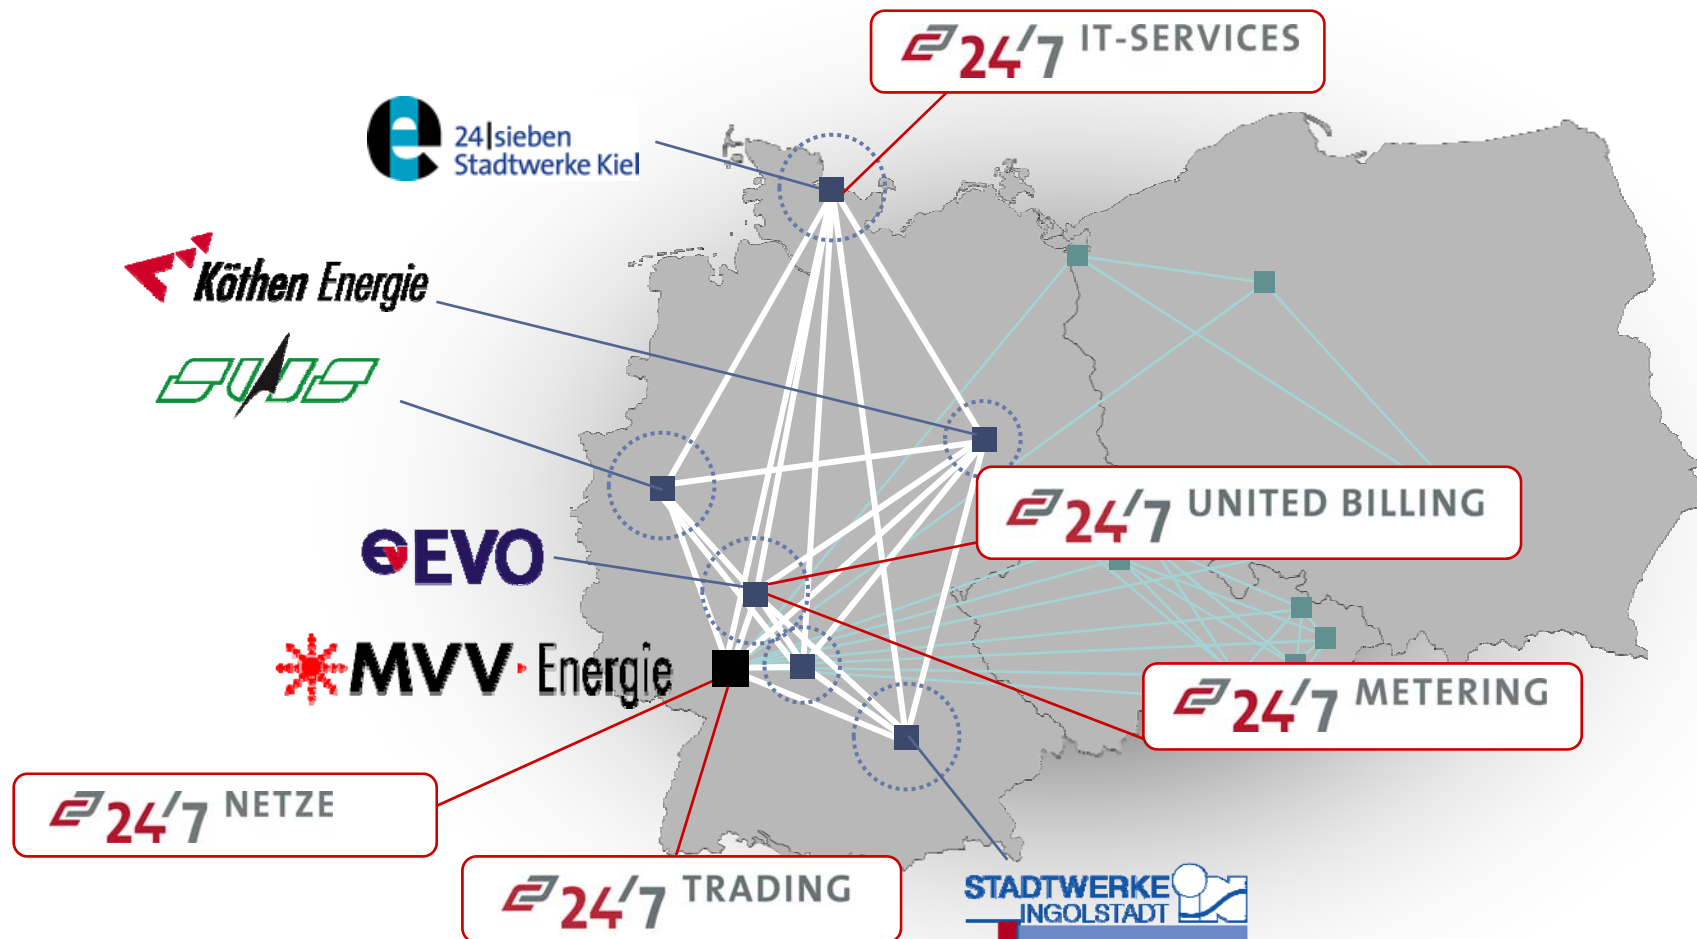 24/7 IT-SERVICES
24|sieben
Stadtwerke Kiel
Köthen Energie
SWS
24/7 UNITED BILLING
EVO
MVV Energie
24/7 METERING
24/7 NETZE
24/7 TRADING
STADTWERKE
INGOLSTADT